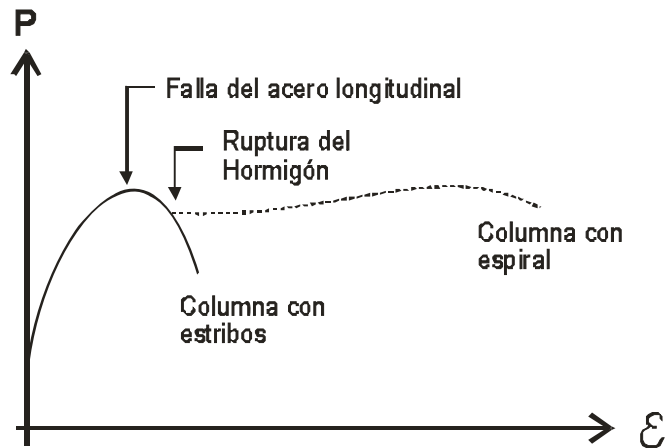 P
Falla del acero longitudinal
Ruptura del
Hormigón
Columna con
espiral
Columna con
estribos
ε